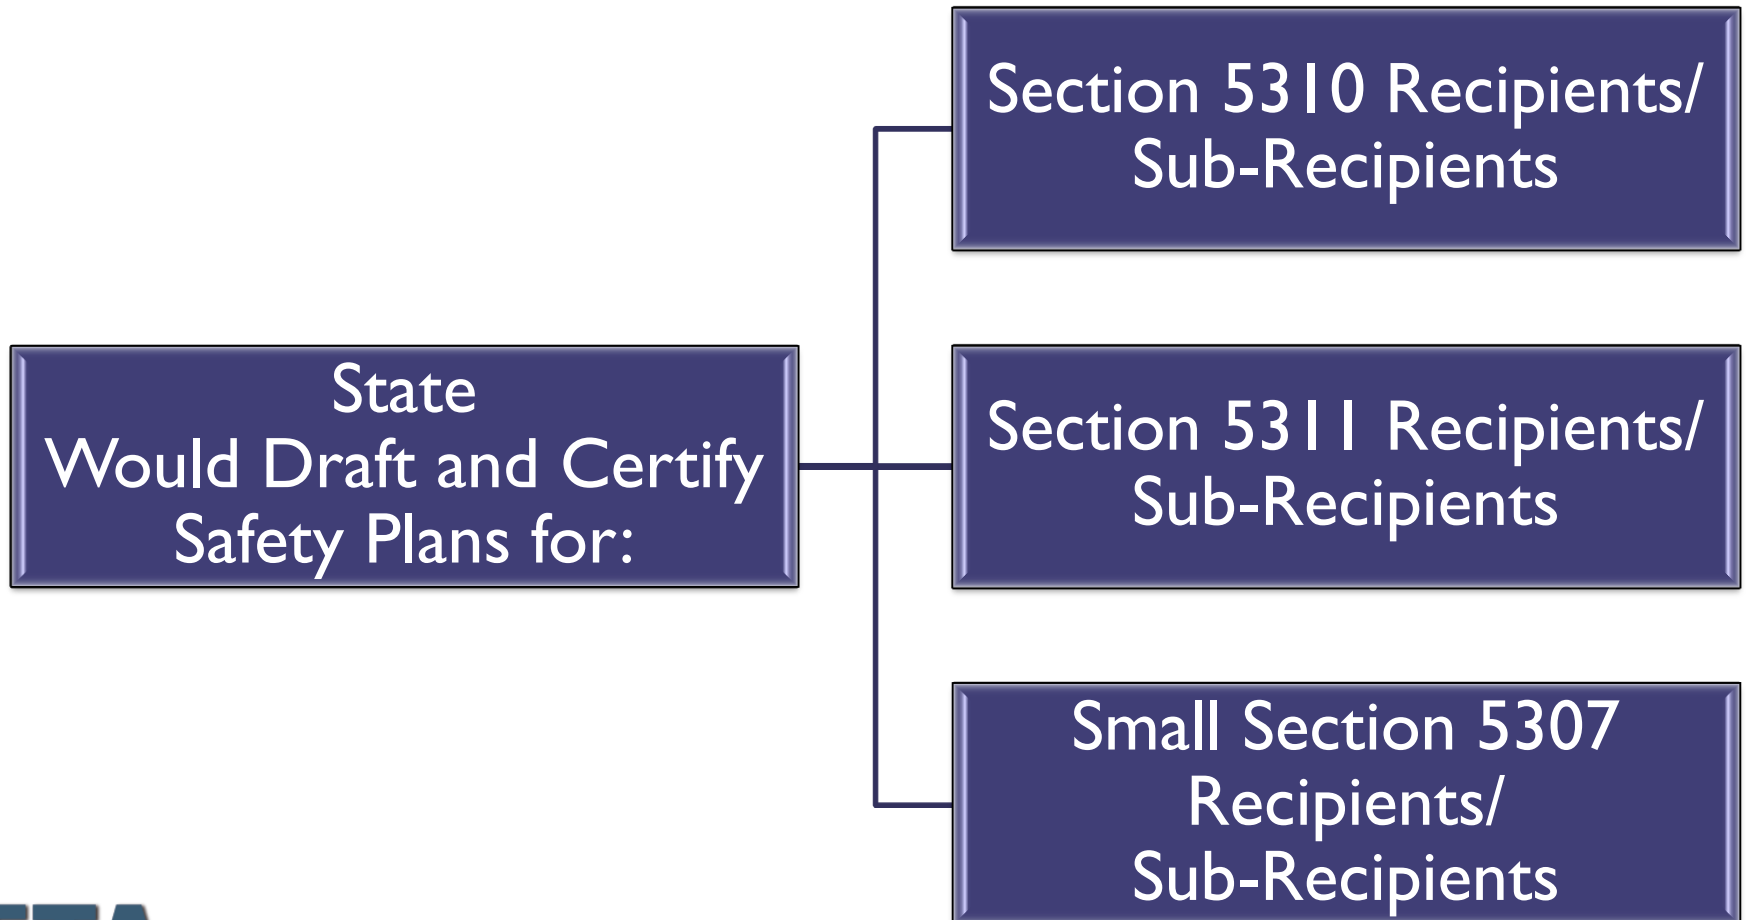 Section 5310 Recipients/
Sub-Recipients
State
Would Draft and Certify
Safety Plans for:
Section 5311 Recipients/
Sub-Recipients
Small Section 5307
Recipients/
Sub-Recipients